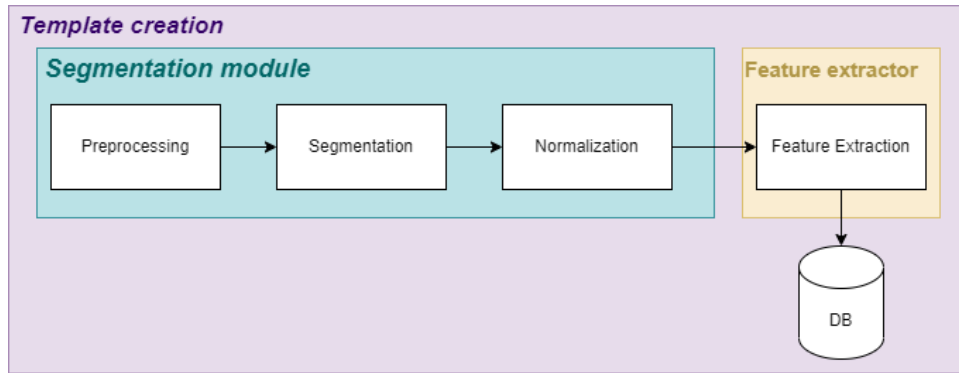 Template creation
Segmentation module
Feature extractor
Preprocessing
Segmentation
Normalization
Feature Extraction
DB